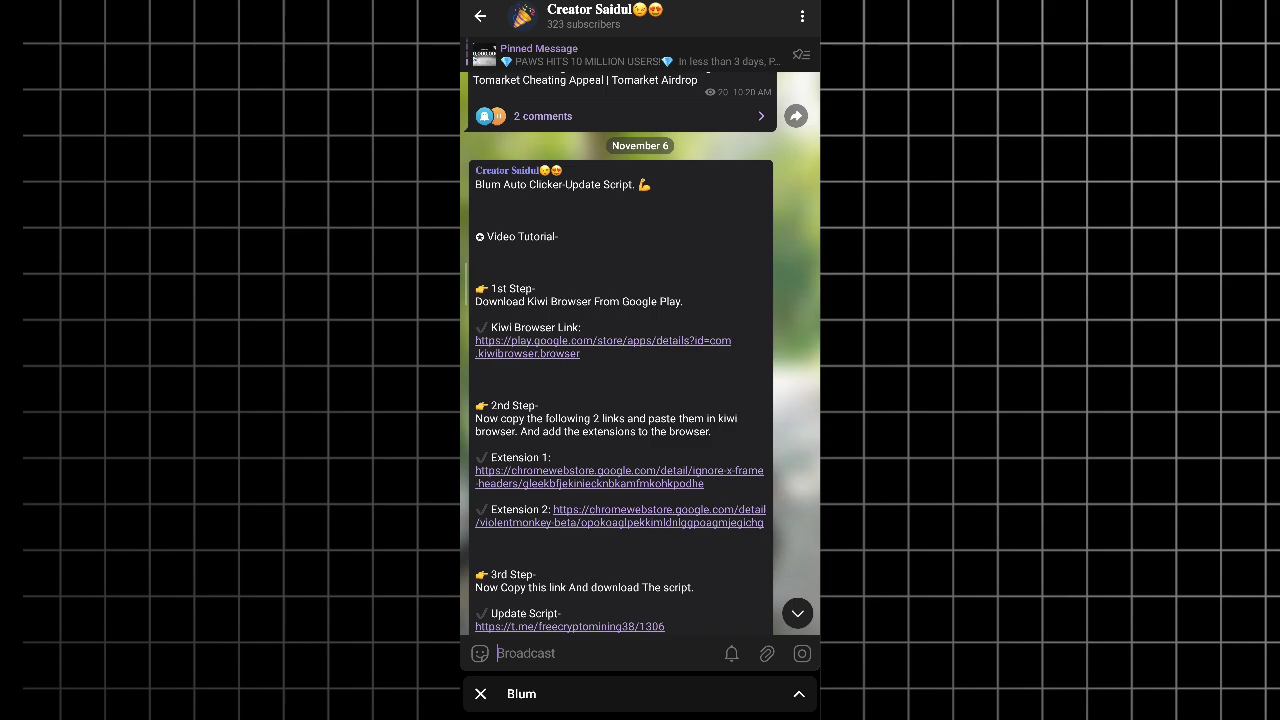 Creator Saidul😉😍
323 subscribers
Pinned Message
💎 PAWS HITS 10 MILLION USERS!💎 In less than 3 days, P...
Tomarket Cheating Appeal | Tomarket Airdrop
20 10:20 AM
2 comments
November 6
Creator Saidul😉😍
Blum Auto Clicker-Update Script. 💪
✪ Video Tutorial-
👉 1st Step-
Download Kiwi Browser From Google Play.
✔️ Kiwi Browser Link:
https://play.google.com/store/apps/details?id=com
.kiwibrowser.browser
👉 2nd Step-
Now copy the following 2 links and paste them in kiwi
browser. And add the extensions to the browser.
✔️ Extension 1:
https://chromewebstore.google.com/detail/ignore-x-frame
-headers/gleekbfjekiniecknbkamfmkohkpodhe
✔️ Extension 2: https://chromewebstore.google.com/detail
/violentmonkey-beta/opokoaglpekkimldnlggpoagmjegichg
👉 3rd Step-
Now Copy this link And download The script.
✔️ Update Script-
https://t.me/freecryptomining38/1306
Broadcast
Blum